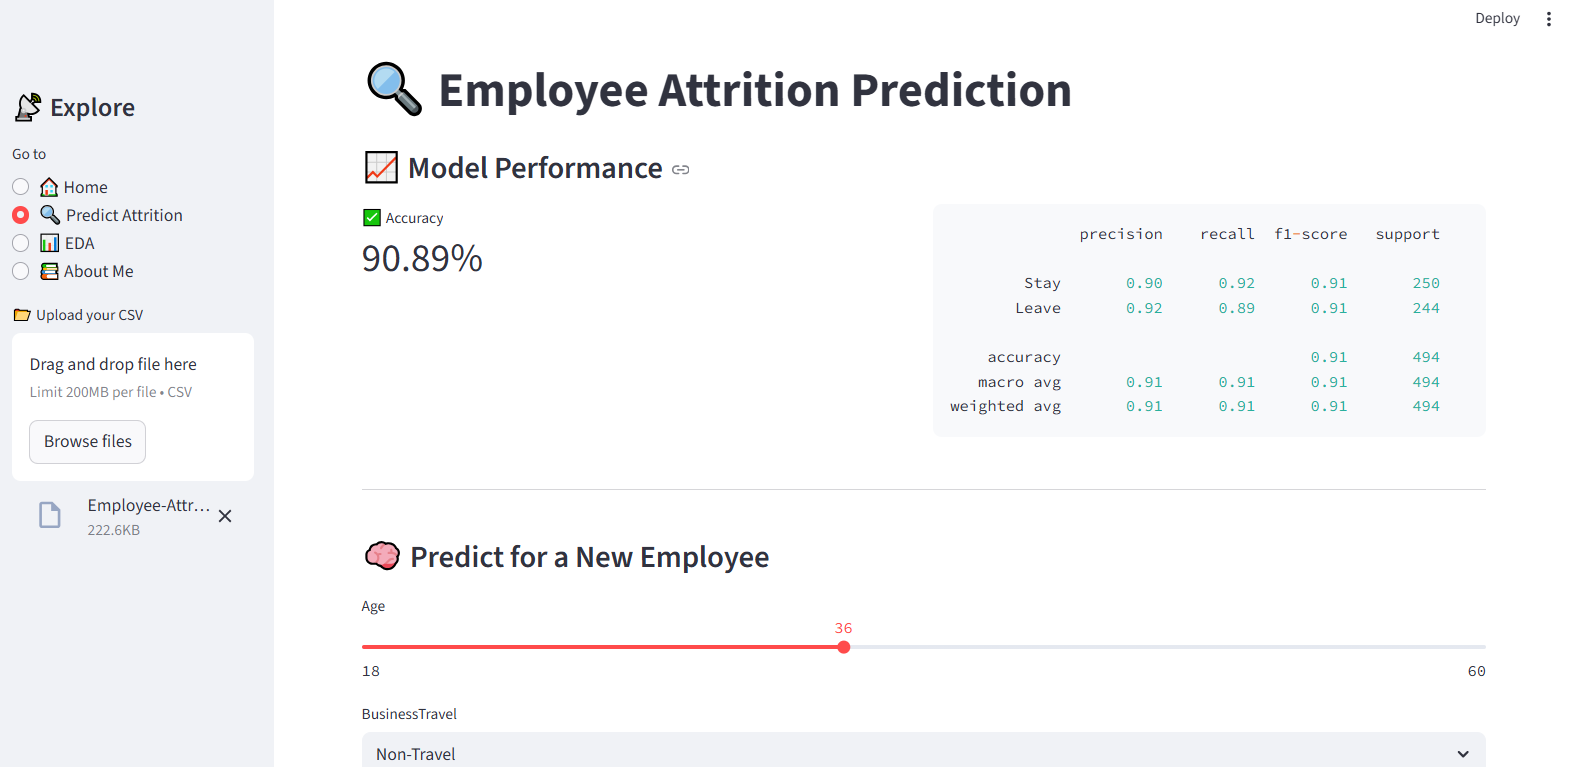 Deploy
Explore
Go to
Home
Predict Attrition
EDA
About Me
Upload your CSV
Drag and drop file here
Limit 200MB per file • CSV
Browse files
Employee-Attr...
222.6KB
Employee Attrition Prediction
Model Performance
Accuracy
90.89%
precision recall f1-score support
Stay 0.90 0.92 0.91 250
Leave 0.92 0.89 0.91 244
accuracy 0.91 494
macro avg 0.91 0.91 0.91 494
weighted avg 0.91 0.91 0.91 494
Predict for a New Employee
Age
36
18 60
BusinessTravel
Non-Travel